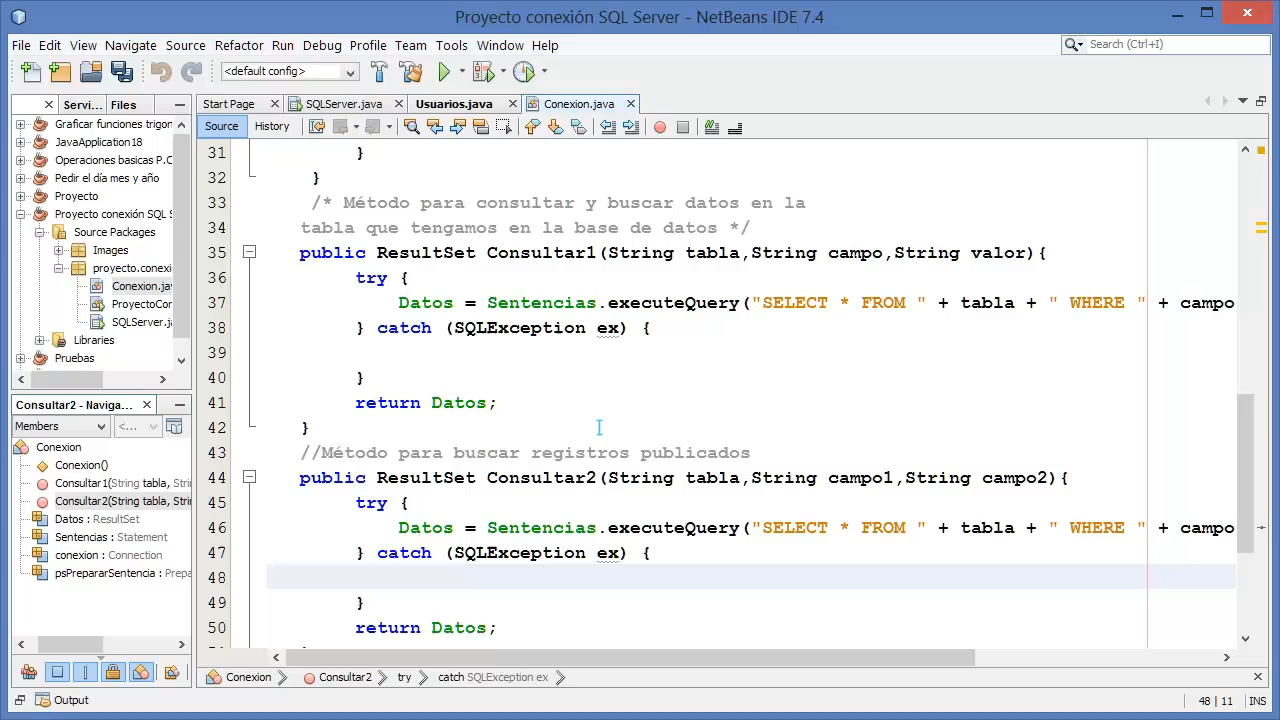 Proyecto conexión SQL Server - NetBeans IDE 7.4
File Edit View Navigate Source Refactor Run Debug Profile Team Tools Window Help
Search (Ctrl+I)
<default config>
Servi... Files
Start Page SQLServer.java Usuarios.java Conexion.java
Source History
Graficar funciones trigon
JavaApplication18
Operaciones basicas P.C
Pedir el día mes y año
Proyecto
Proyecto conexión SQL S
Source Packages
Images
proyecto.conexi
Conexion.jav
ProyectoCor
SQLServer.ja
Libraries
Pruebas
31 }
32 }
33 /* Método para consultar y buscar datos en la
34 tabla que tengamos en la base de datos */
35 public ResultSet Consultar1(String tabla,String campo,String valor){
36 try {
37 Datos = Sentencias.executeQuery("SELECT * FROM " + tabla + " WHERE " + campo
38 } catch (SQLException ex) {
39
40 }
41 return Datos;
42 }
43 //Método para buscar registros publicados
44 public ResultSet Consultar2(String tabla,String campo1,String campo2){
45 try {
46 Datos = Sentencias.executeQuery("SELECT * FROM " + tabla + " WHERE " + campo
47 } catch (SQLException ex) {
48
49 }
50 return Datos;
Consultar2 - Naviga...
Members <...
Conexion
Conexion()
Consultar1(String tabla,
Consultar2(String tabla, Stri
Datos : ResultSet
Sentencias : Statement
conexion : Connection
psPrepararSentencia : Prepa
Conexion Consultar2 try catch SQLException ex
Output
48 | 11 INS